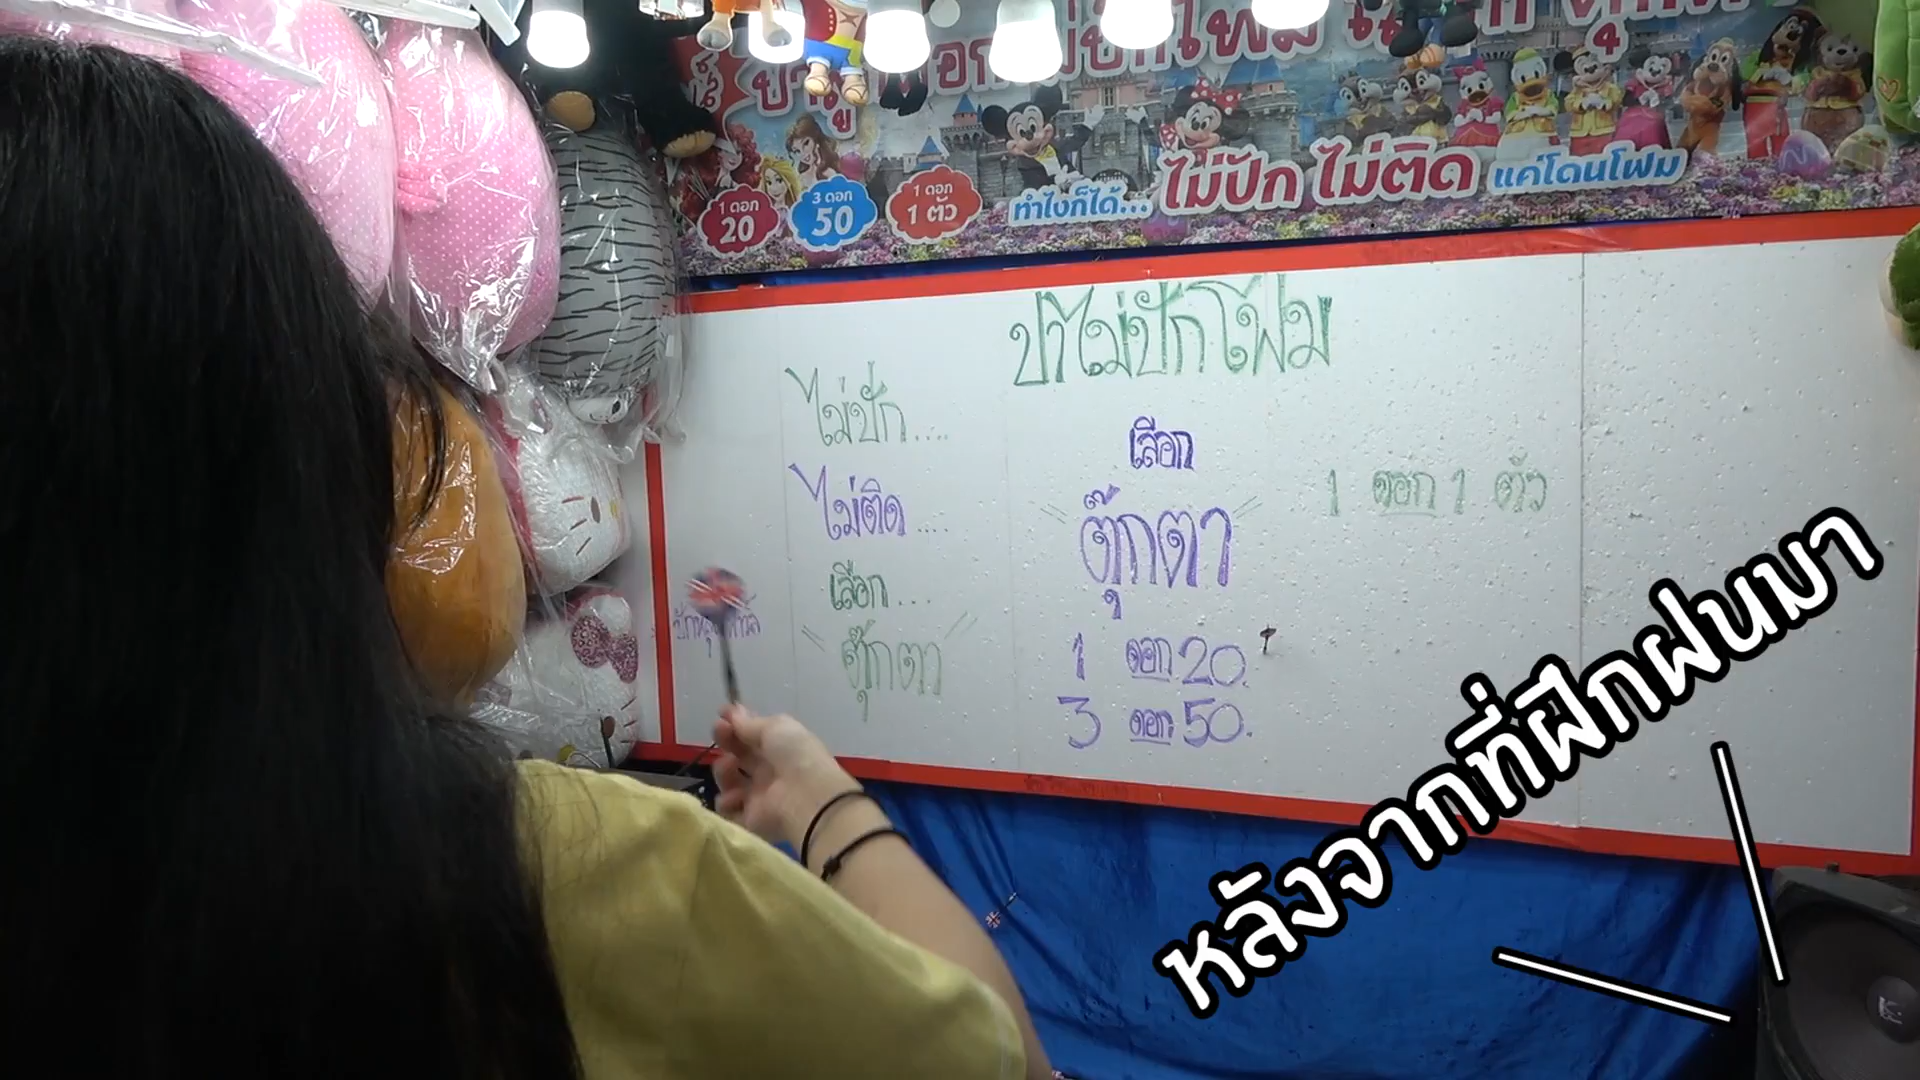 1 ดอก
20
3 ดอก
50
1 ดอก
1 ตัว
ทำไงก็ได้... ไม่ปัก ไม่ติด แค่โดนโฟม
ปาไม่ปักโฟม
ไม่ปัก....
ไม่ติด....
เลือก...
ตุ๊กตา
เลือก
ตุ๊กตา
1 ดอก 20.
3 ดอก 50.
1 ดอก 1 ตัว
หลังจากที่ฝึกฝนมา